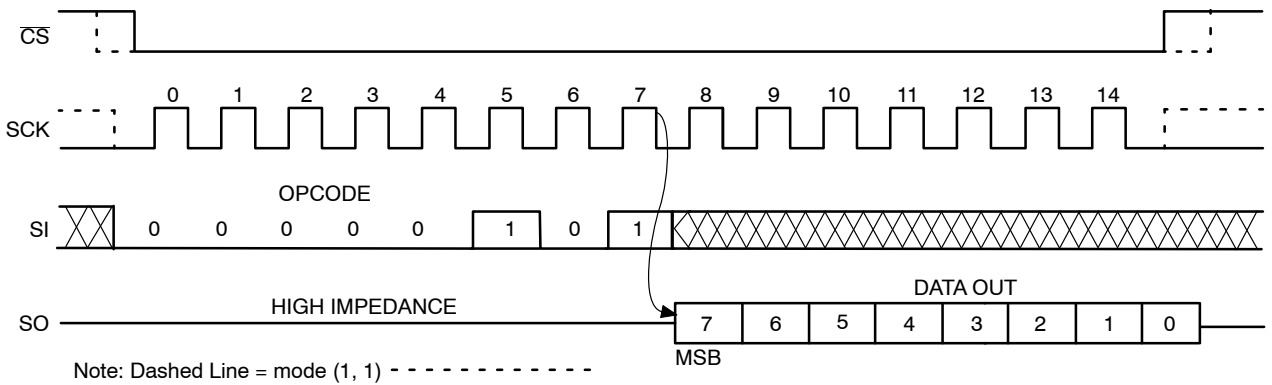 CS
0 1 2 3 4 5 6 7 8 9 10 11 12 13 14
SCK
OPCODE
SI 0 0 0 0 0 1 0 1
DATA OUT
HIGH IMPEDANCE
SO 7 6 5 4 3 2 1 0
MSB
Note: Dashed Line = mode (1, 1)